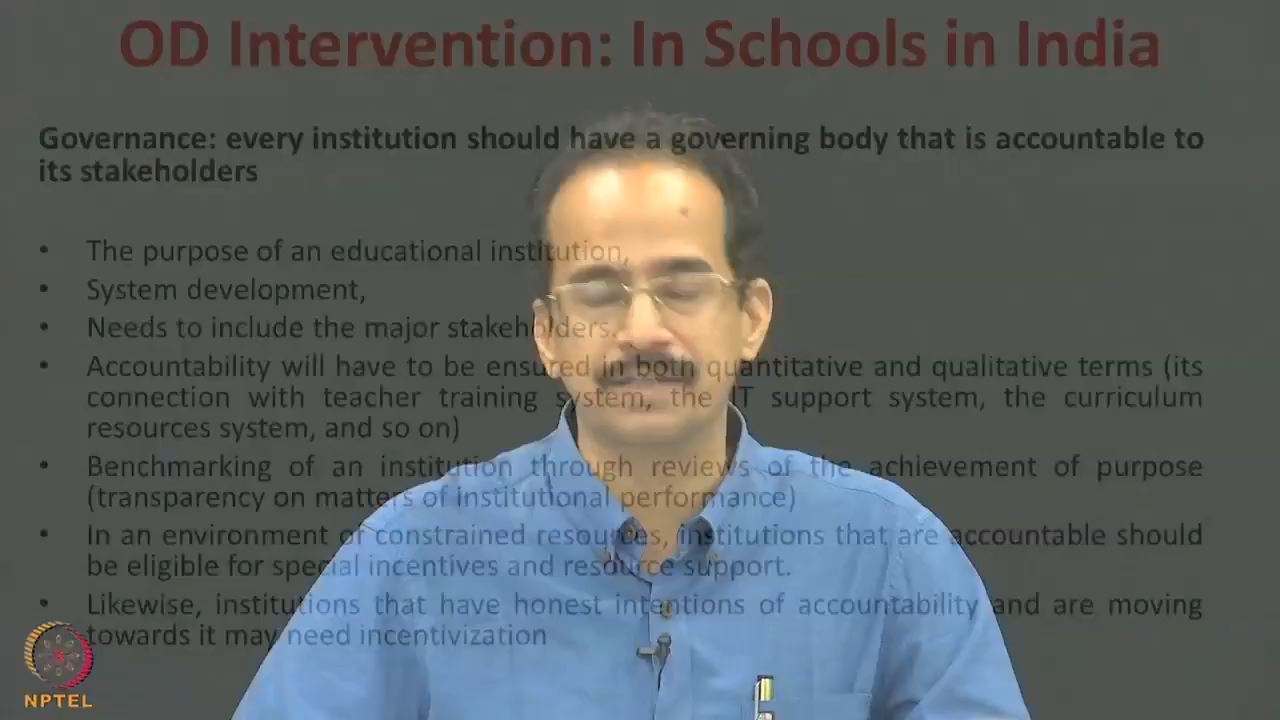 OD Intervention: In Schools in India
Governance: every institution should have a governing body that is accountable to
its stakeholders
• The purpose of an educational institution,
• System development,
• Needs to include the major stakeholders.
• Accountability will have to be ensured in both quantitative and qualitative terms (its
connection with teacher training system, the IT support system, the curriculum
resources system, and so on)
• Benchmarking of an institution through reviews of the achievement of purpose
(transparency on matters of institutional performance)
• In an environment of constrained resources, institutions that are accountable should
be eligible for special incentives and resource support.
• Likewise, institutions that have honest intentions of accountability and are moving
towards it may need incentivization
NPTEL